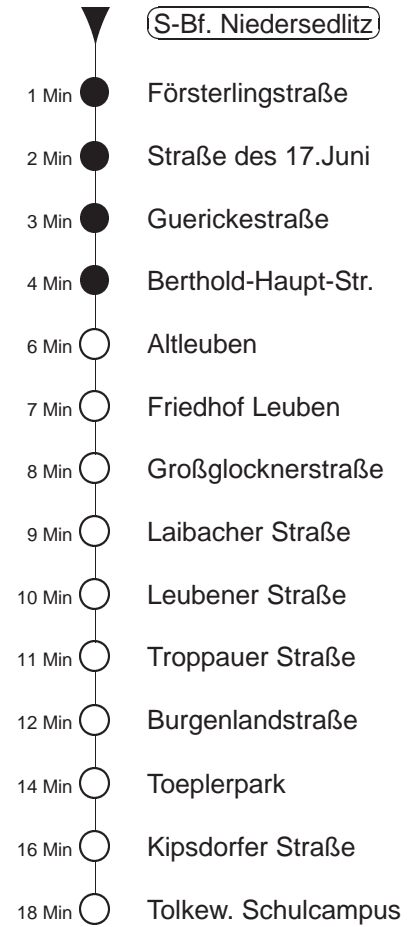 S-Bf. Niedersedlitz
1 Min Försterlingstraße
2 Min Straße des 17.Juni
3 Min Guerickestraße
4 Min Berthold-Haupt-Str.
6 Min Altleuben
7 Min Friedhof Leuben
8 Min Großglocknerstraße
9 Min Laibacher Straße
10 Min Leubener Straße
11 Min Troppauer Straße
12 Min Burgenlandstraße
14 Min Toeplerpark
16 Min Kipsdorfer Straße
18 Min Tolkew. Schulcampus